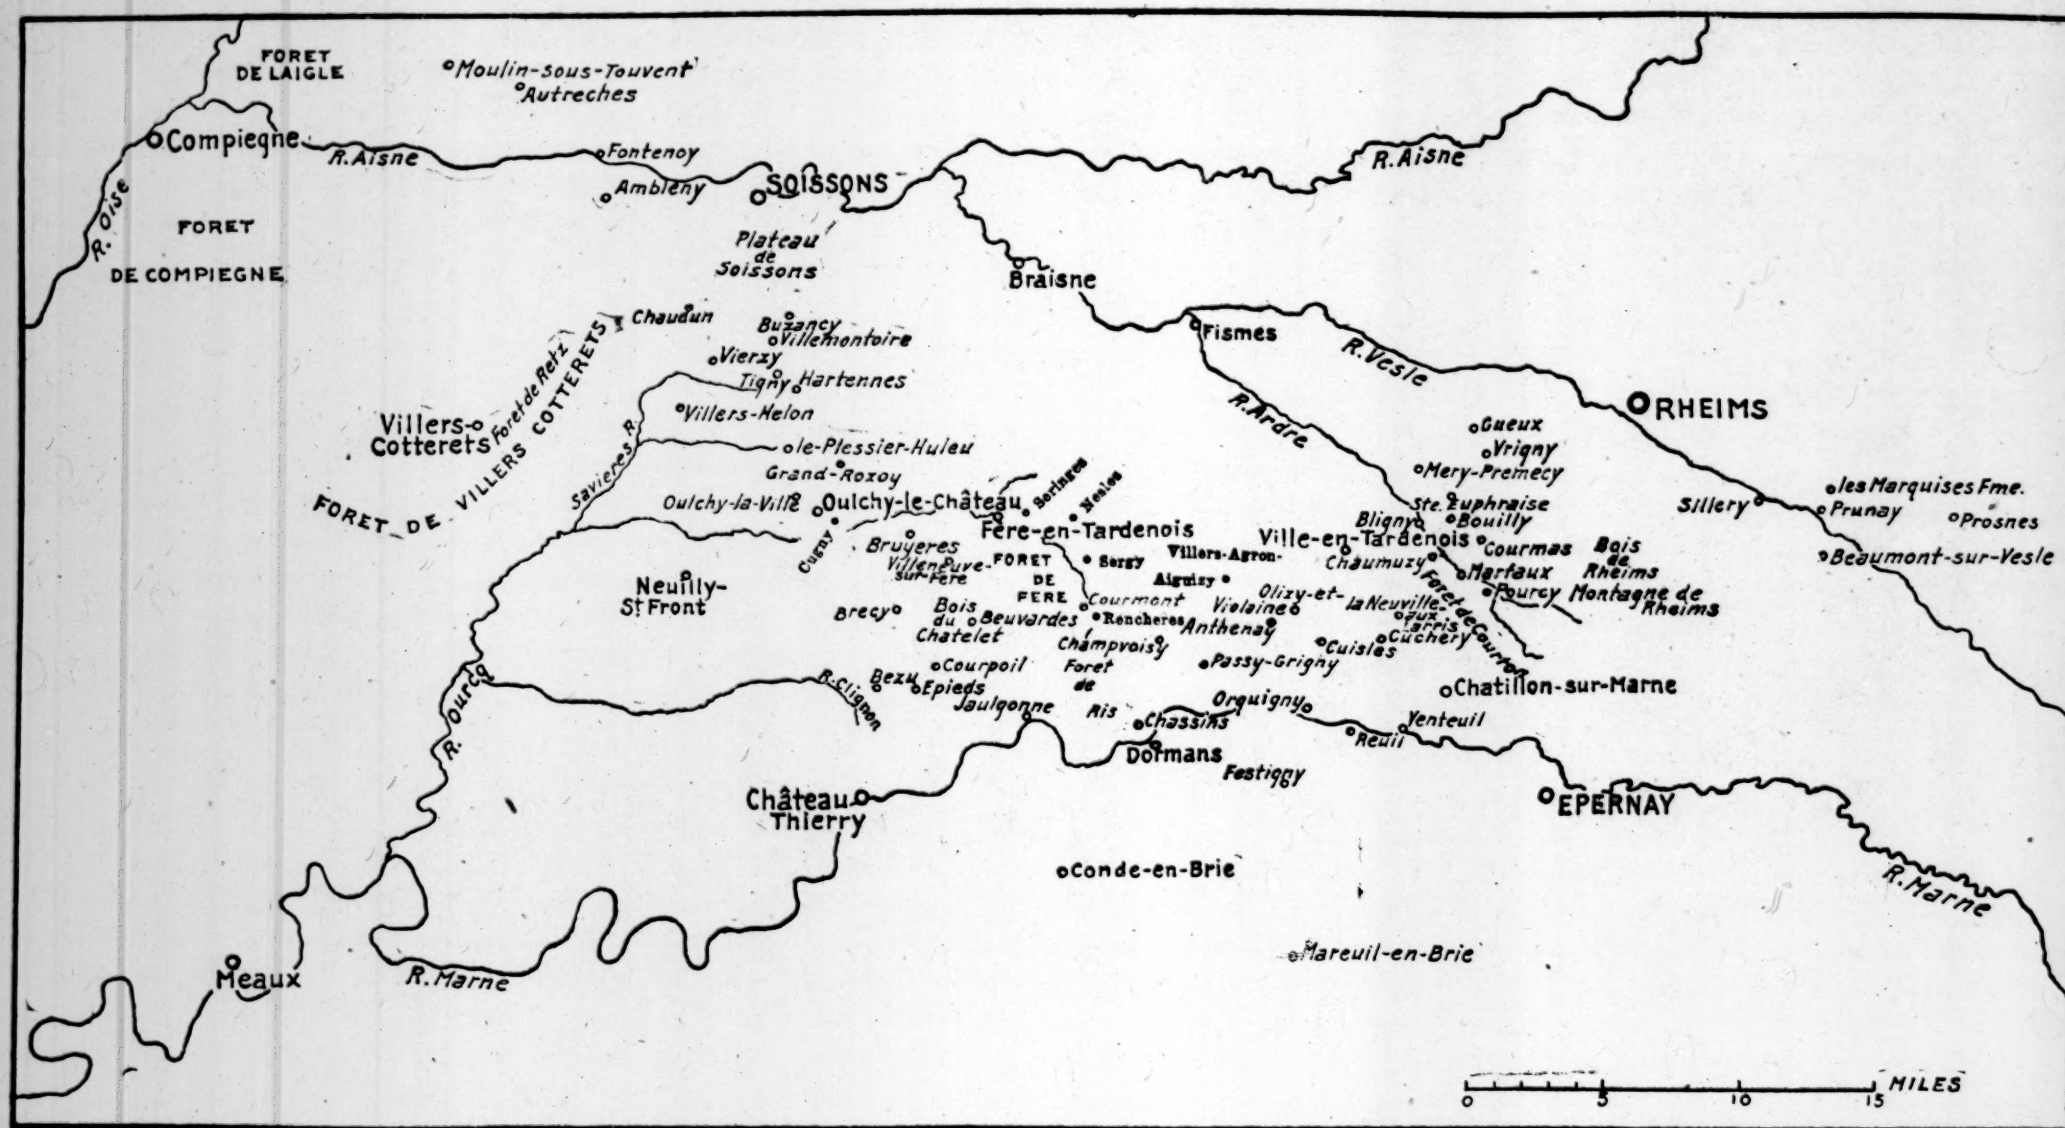 FORET
DE LAIGLE
Moulin-sous-Touvent
Autreches
Compiegne
R. Aisne
Fontenoy
Ambleny
SOISSONS
R. Aisne
R. Oise
FORET
DE COMPIEGNE
Plateau
de
Soissons
Braisne
Chaudun
Buzancy
Villemontoire
Vierzy
Tigny
Hartennes
Fismes
R. Vesle
Foret de Retz
FORET DE VILLERS COTTERETS
Villers-
Cotterets
Villers-Helon
R. Ardre
RHEIMS
Savieres R.
le-Plessier-Huleu
Grand-Rozoy
Gueux
Vrigny
Mery-Premecy
Oulchy-la-Ville
Oulchy-le-Château
Seringes
Nesles
Ste. Euphraise
Bligny
Bouilly
Sillery
les Marquises Fme.
Prunay
Prosnes
Beaumont-sur-Vesle
Cugny
Fere-en-Tardenois
Ville-en-Tardenois
Bruyeres
Villeneuve-
sur-Fere
FORET
DE
FERE
Sergy
Villers-Agron-
Aiguizy
Chaumuzy
Courmas
Bois
de
Rheims
Marfaux
Neuilly-
St Front
Pourcy
Montagne de
Rheims
Brecy
Bois
du
Chatelet
Beuvardes
Courmont
Roncheres
Olizy-et-
Violaine
Anthenay
la Neuville-
aux
Larris
Foret de Courton
Champvoisy
Cuisles
Cuchery
Courpoil
Foret
de
Ris
Passy-Grigny
R. Ourcq
R. Clignon
Bezu
Epieds
Jaulgonne
Chatillon-sur-Marne
Orquigny
Chassins
Reuil
Venteuil
Dormans
Festigny
Château
Thierry
EPERNAY
Conde-en-Brie
R. Marne
Mareuil-en-Brie
Meaux
R. Marne
MILES
0 5 10 15